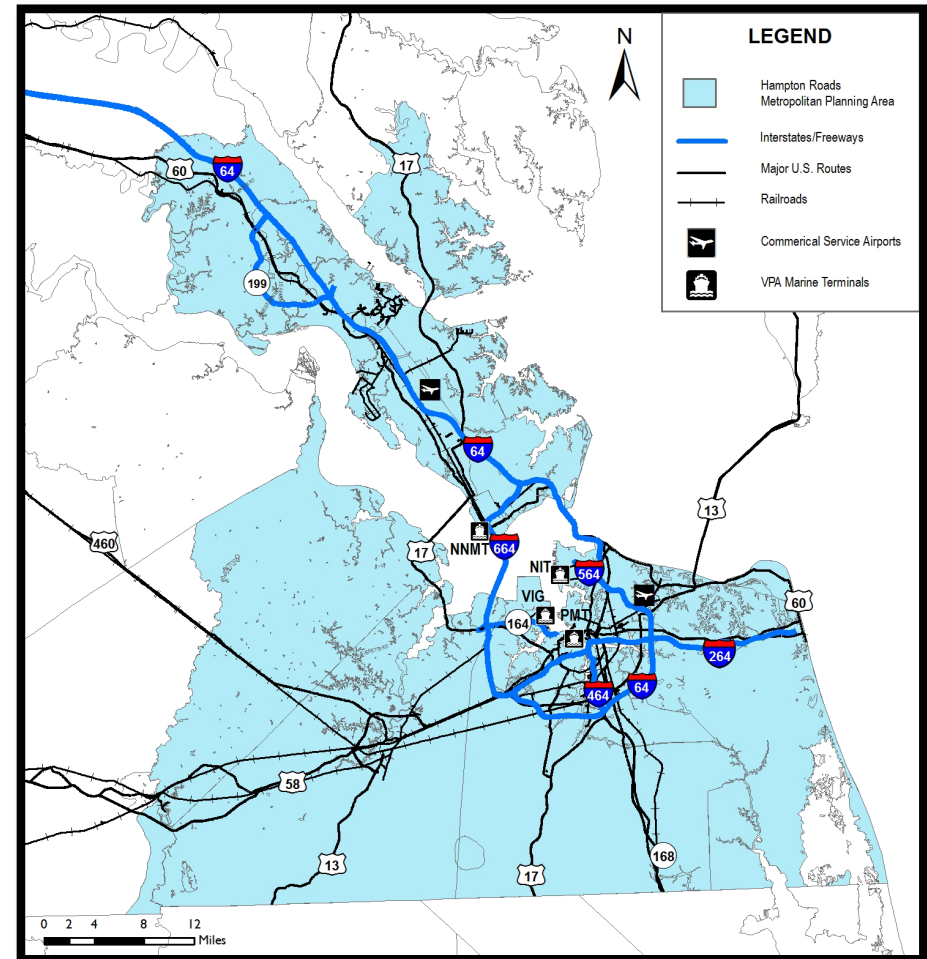 N
LEGEND
Hampton Roads
Metropolitan Planning Area
Interstates/Freeways
Major U.S. Routes
Railroads
Commerical Service Airports
VPA Marine Terminals
60
64
17
199
64
13
460
17
NNMT
664
NIT
564
VIG
PMT
164
60
264
464
64
58
13
17
168
0 2 4 8 12
Miles